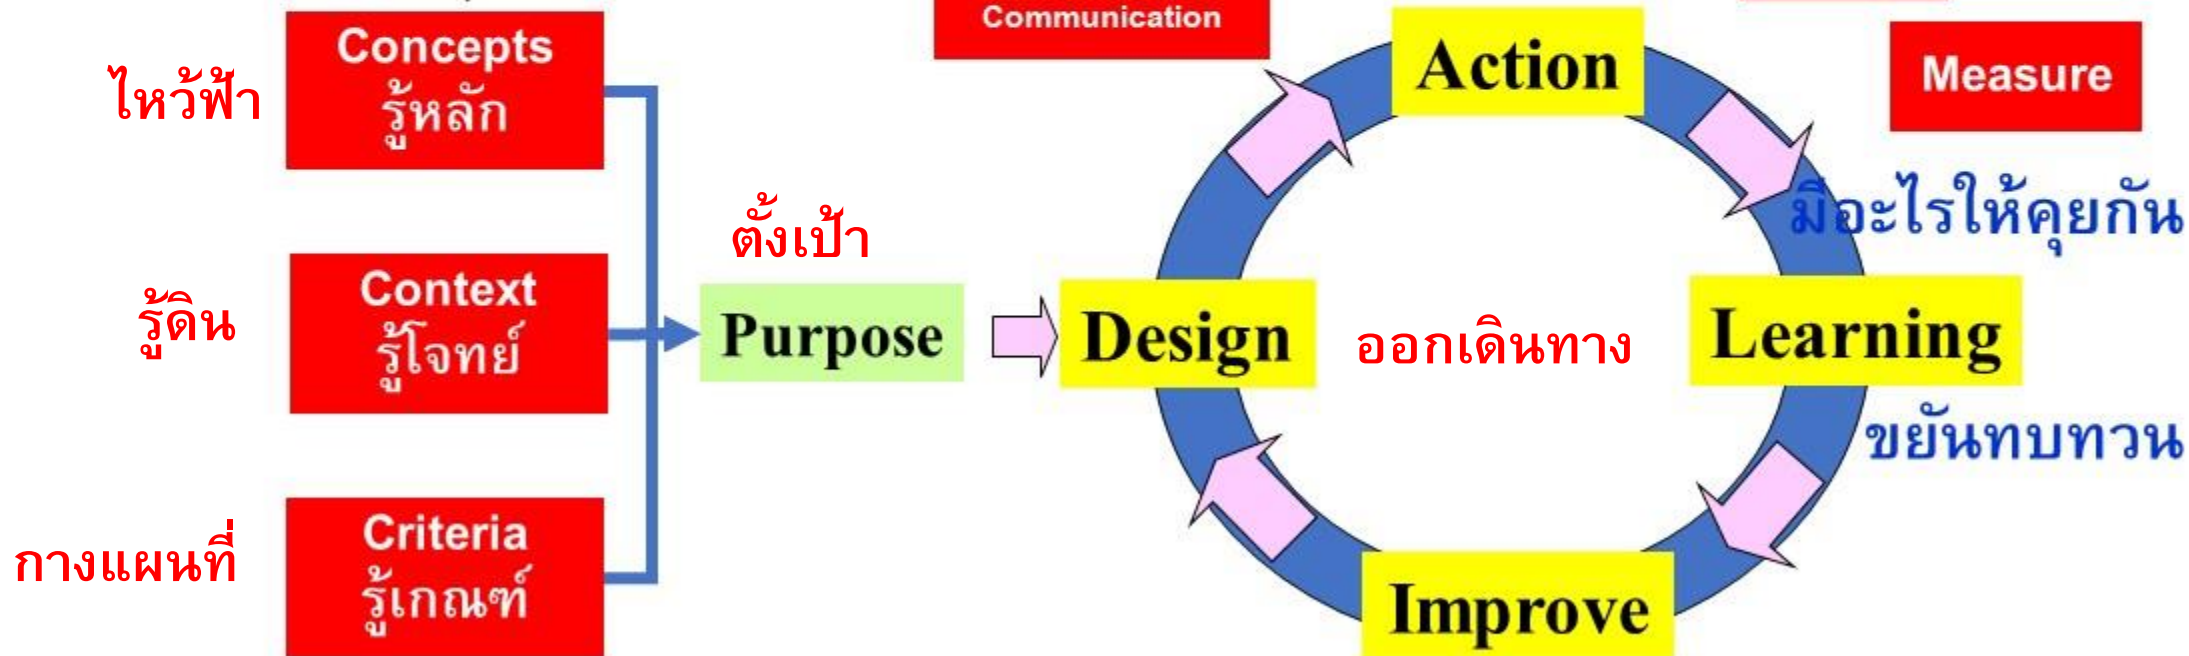 Communication
Action
Measure
ไหว้ฟ้า
Concepts
รู้หลัก
มีอะไรให้คุยกัน
ตั้งเป้า
รู้ดิน
Context
รู้โจทย์
Purpose
Design
ออกเดินทาง
Learning
ขยันทบทวน
กางแผนที่
Criteria
รู้เกณฑ์
Improve